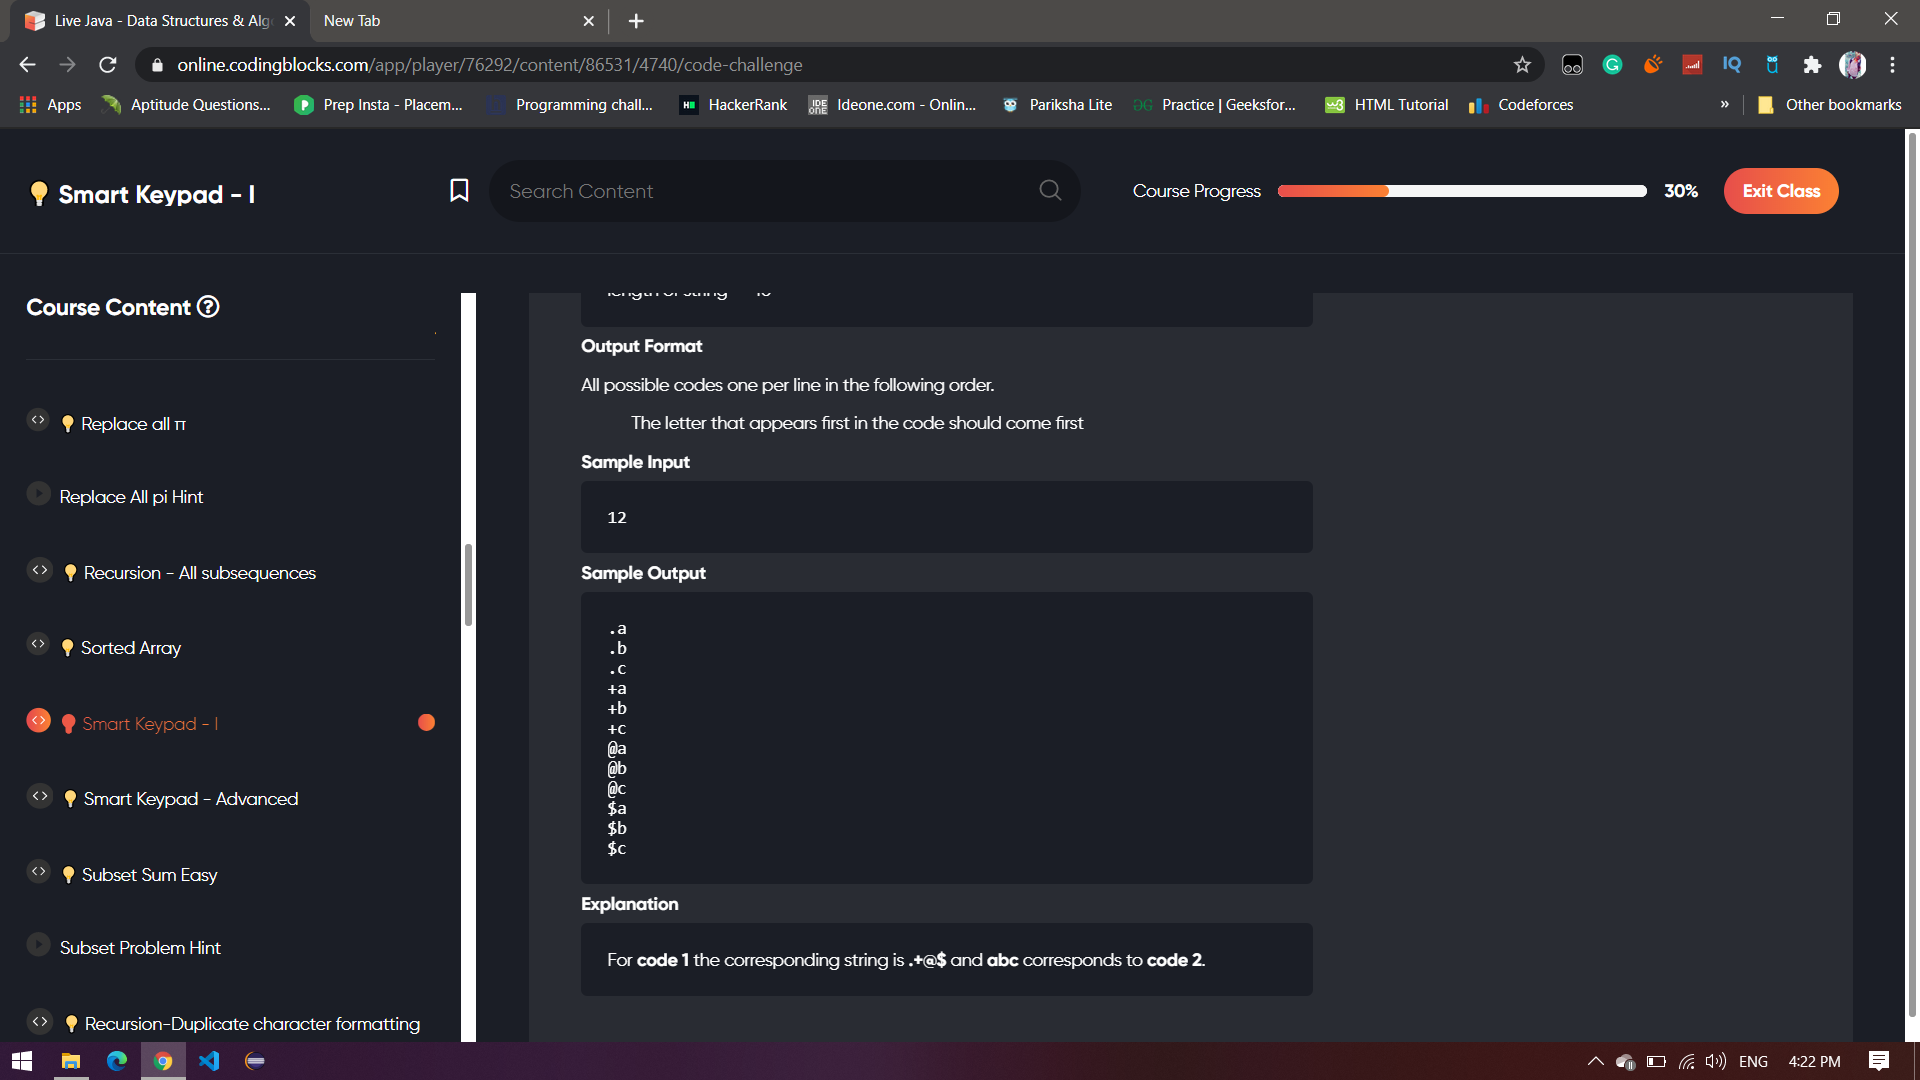 Live Java - Data Structures & Alg
New Tab
online.codingblocks.com/app/player/76292/content/86531/4740/code-challenge
Apps
Aptitude Questions...
Prep Insta - Placem...
Programming chall...
HackerRank
Ideone.com - Onlin...
Pariksha Lite
Practice | Geeksfor...
HTML Tutorial
Codeforces
»
Other bookmarks
Smart Keypad - I
Search Content
Course Progress
30%
Exit Class
Course Content
Replace all π
Replace All pi Hint
Recursion - All subsequences
Sorted Array
Smart Keypad - I
Smart Keypad - Advanced
Subset Sum Easy
Subset Problem Hint
Recursion-Duplicate character formatting
length of string
Output Format
All possible codes one per line in the following order.
The letter that appears first in the code should come first
Sample Input
12
Sample Output
.a
.b
.c
+a
+b
+c
@a
@b
@c
$a
$b
$c
Explanation
For code 1 the corresponding string is .+@$ and abc corresponds to code 2.
ENG
4:22 PM